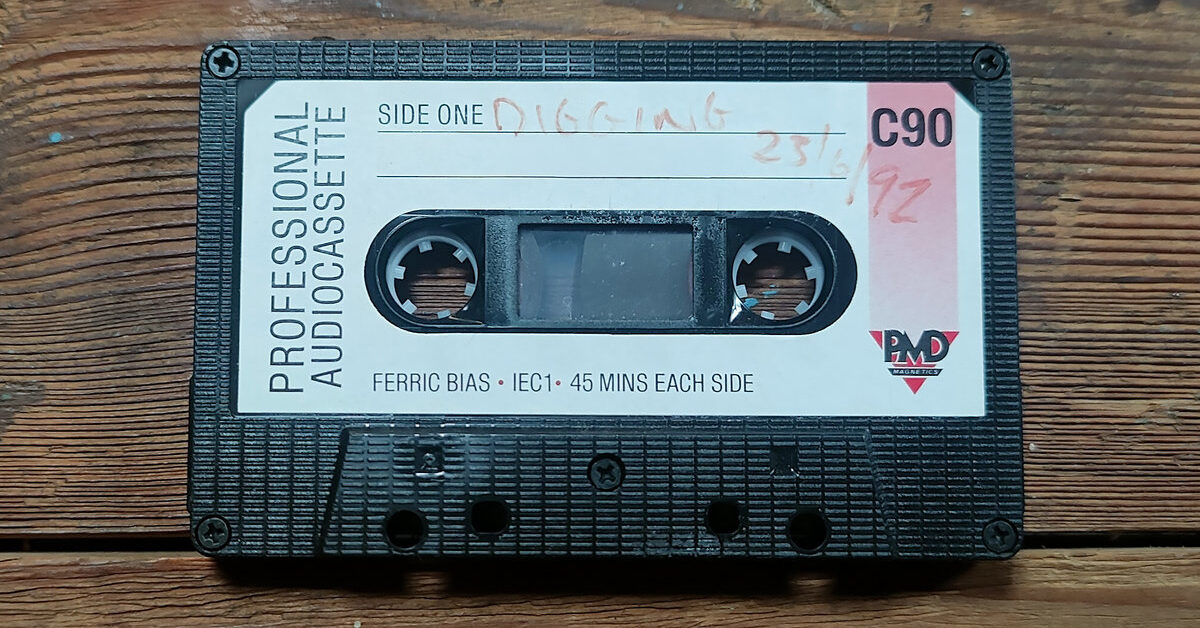 PROFESSIONAL
AUDIOCASSETTE
SIDE ONE DIGGING
23/6/92
C90
PMD
MAGNETICS
FERRIC BIAS • IEC1 • 45 MINS EACH SIDE